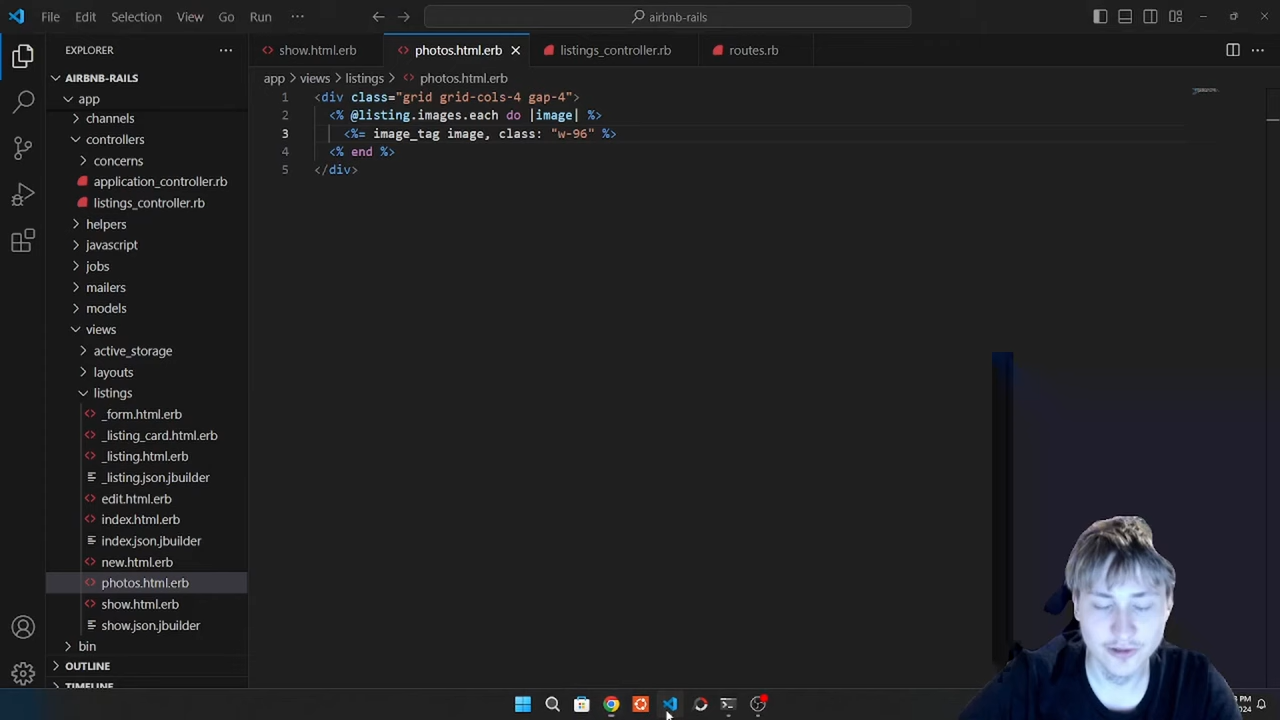 File Edit Selection View Go Run ··· airbnb-rails
EXPLORER ···
show.html.erb photos.html.erb listings_controller.rb routes.rb
AIRBNB-RAILS
app > views > listings > photos.html.erb
app
channels
controllers
concerns
application_controller.rb
listings_controller.rb
helpers
javascript
jobs
mailers
models
views
active_storage
layouts
listings
_form.html.erb
_listing_card.html.erb
_listing.html.erb
_listing.json.jbuilder
edit.html.erb
index.html.erb
index.json.jbuilder
new.html.erb
photos.html.erb
show.html.erb
show.json.jbuilder
bin
OUTLINE
TIMELINE
1 <div class="grid grid-cols-4 gap-4">
2 <% @listing.images.each do |image| %>
3 <%= image_tag image, class: "w-96" %>
4 <% end %>
5 </div>